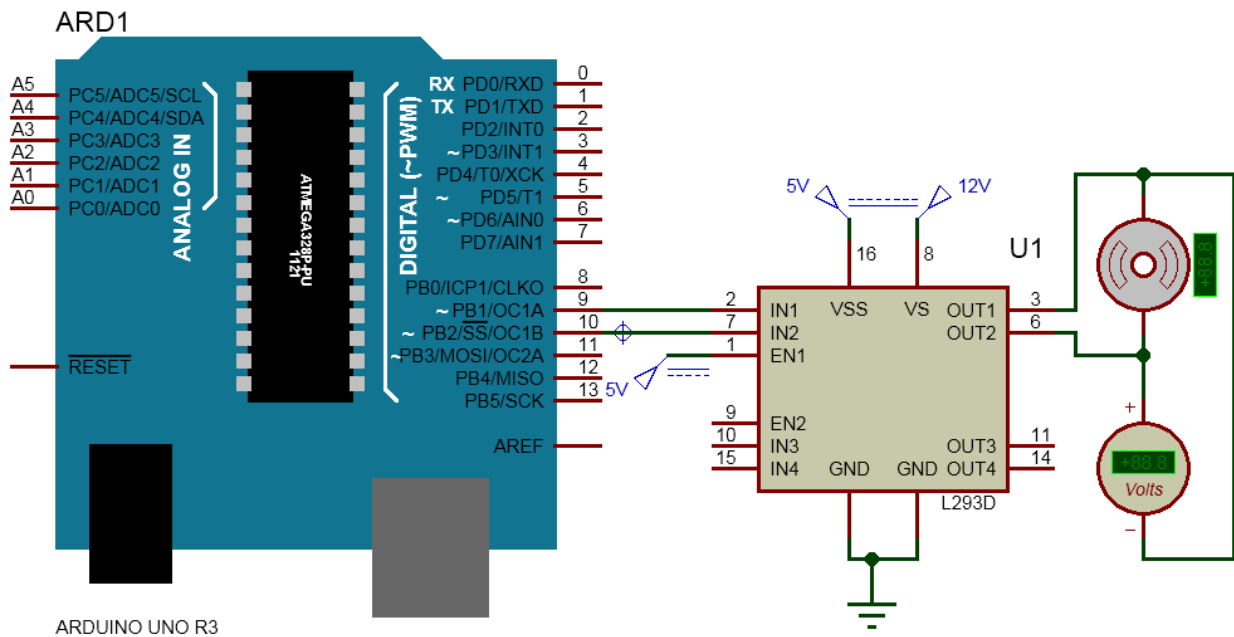 ARD1
A5
A4
A3
A2
A1
A0
PC5/ADC5/SCL
PC4/ADC4/SDA
PC3/ADC3
PC2/ADC2
PC1/ADC1
PC0/ADC0
ANALOG IN
RESET
ATMEGA328P-PU
1121
DIGITAL (~PWM)
RX PD0/RXD 0
TX PD1/TXD 1
PD2/INT0 2
~PD3/INT1 3
PD4/T0/XCK 4
~ PD5/T1 5
~PD6/AIN0 6
PD7/AIN1 7
PB0/ICP1/CLKO 8
~PB1/OC1A 9
~ PB2/SS/OC1B 10
~PB3/MOSI/OC2A 11
PB4/MISO 12
PB5/SCK 13
AREF
ARDUINO UNO R3
5V
12V
5V
16
8
U1
2 IN1
7 IN2
1 EN1
9 EN2
10 IN3
15 IN4
VSS
VS
OUT1 3
OUT2 6
OUT3 11
OUT4 14
GND
GND
L293D
+88.8
+
+88.8
Volts
−